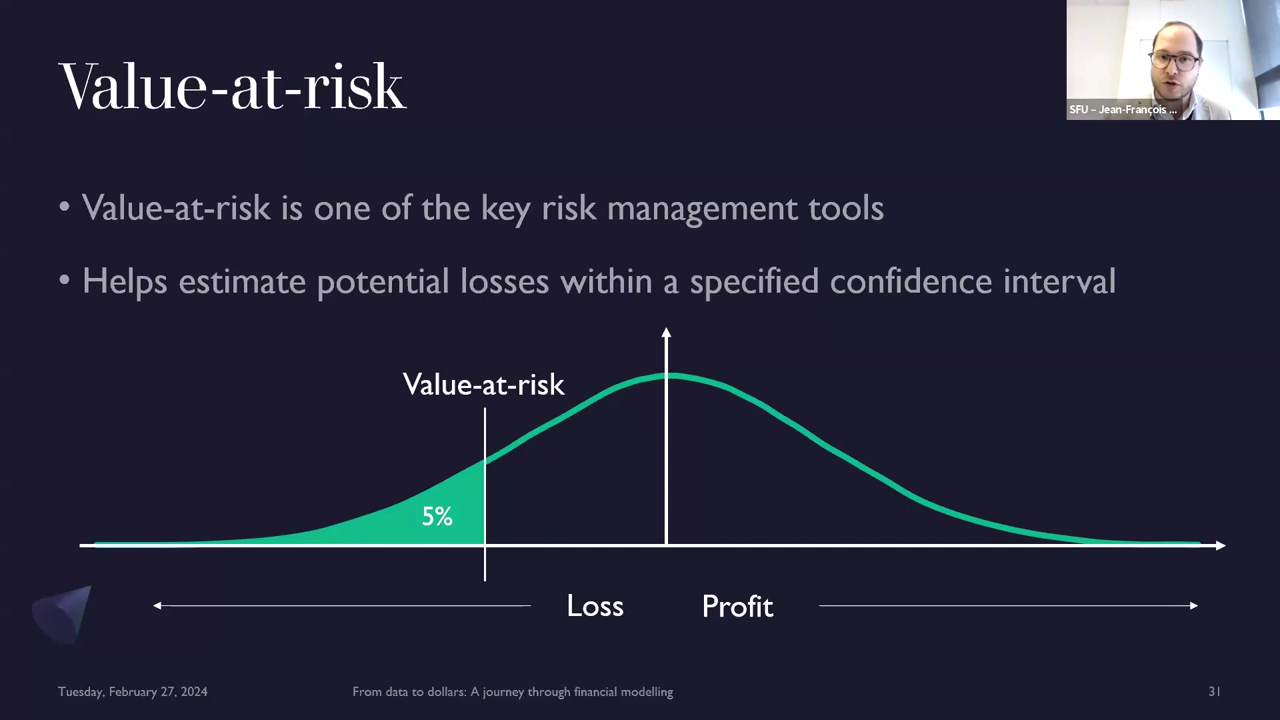 Value-at-risk
SFU – Jean-François ...
• Value-at-risk is one of the key risk management tools
• Helps estimate potential losses within a specified confidence interval
Value-at-risk
5%
Loss
Profit
Tuesday, February 27, 2024
From data to dollars: A journey through financial modelling
31